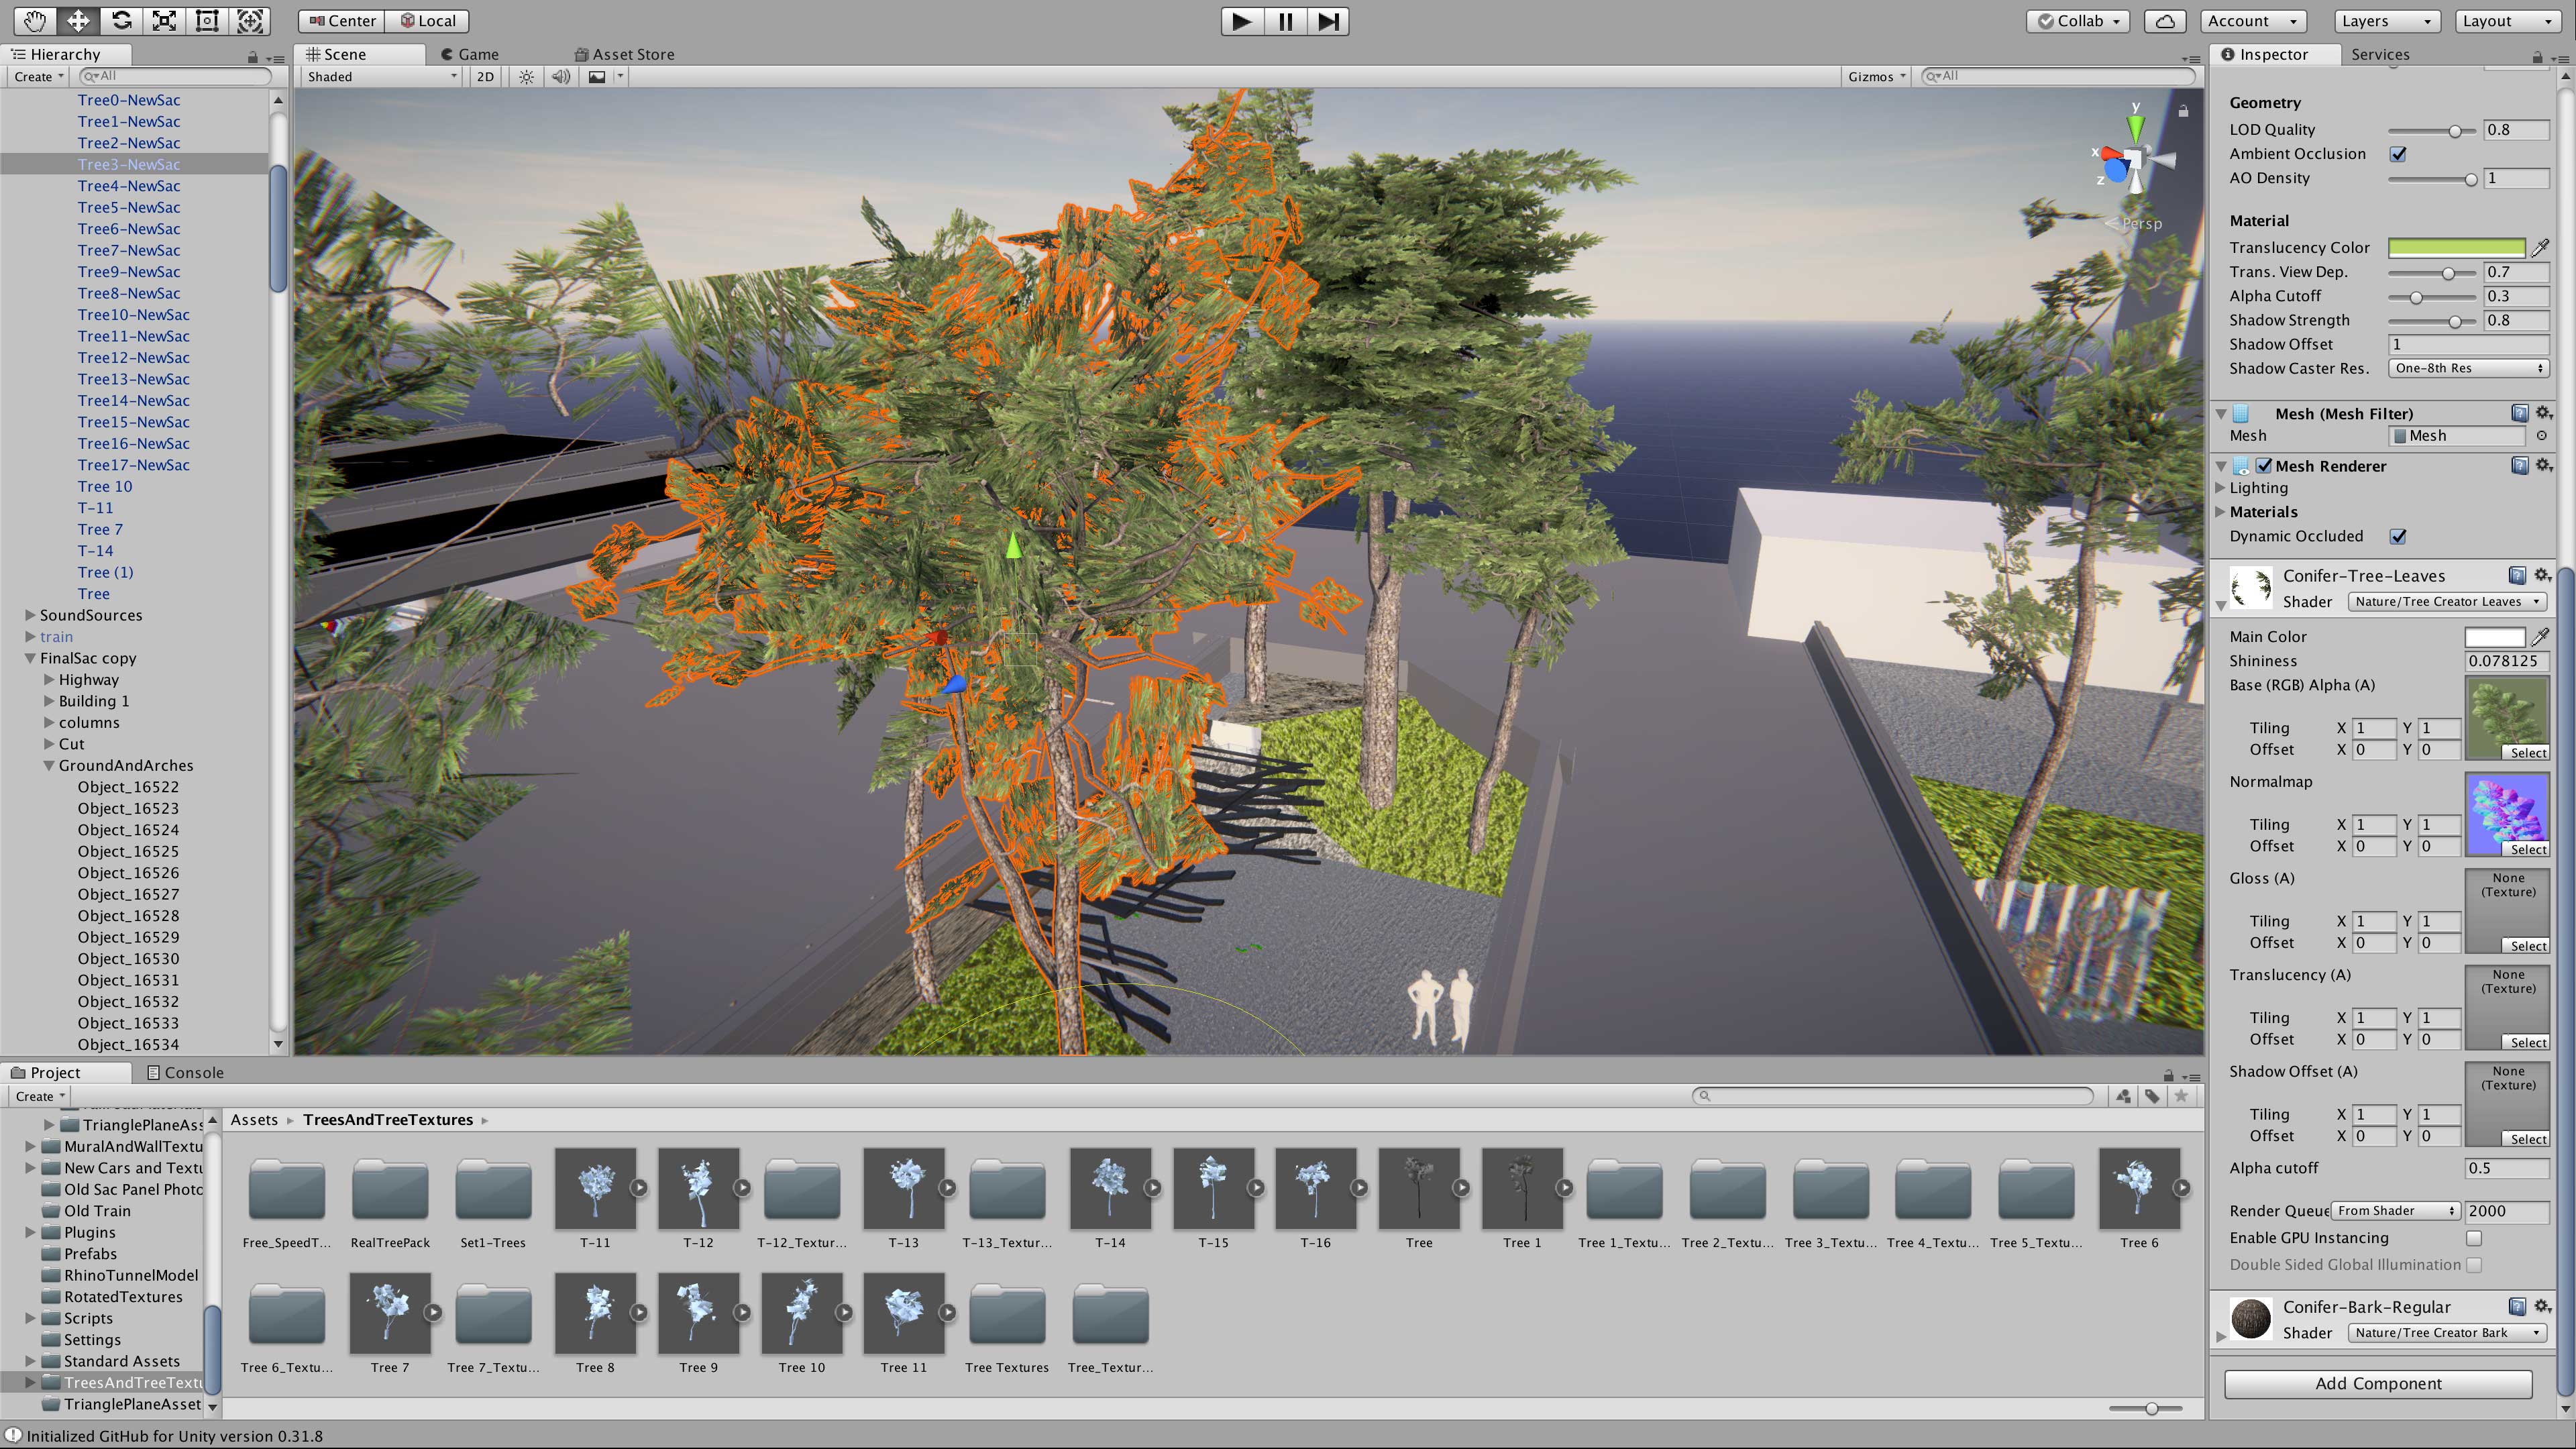 Center Local
Collab Account Layers Layout
Hierarchy
Create All
Tree0-NewSac
Tree1-NewSac
Tree2-NewSac
Tree3-NewSac
Tree4-NewSac
Tree5-NewSac
Tree6-NewSac
Tree7-NewSac
Tree9-NewSac
Tree8-NewSac
Tree10-NewSac
Tree11-NewSac
Tree12-NewSac
Tree13-NewSac
Tree14-NewSac
Tree15-NewSac
Tree16-NewSac
Tree17-NewSac
Tree 10
T-11
Tree 7
T-14
Tree (1)
Tree
SoundSources
train
FinalSac copy
Highway
Building 1
columns
Cut
GroundAndArches
Object_16522
Object_16523
Object_16524
Object_16525
Object_16526
Object_16527
Object_16528
Object_16529
Object_16530
Object_16531
Object_16532
Object_16533
Object_16534
Scene Game Asset Store
Shaded 2D Gizmos All
y
x
z
Persp
Inspector Services
Geometry
LOD Quality 0.8
Ambient Occlusion
AO Density 1
Material
Translucency Color
Trans. View Dep. 0.7
Alpha Cutoff 0.3
Shadow Strength 0.8
Shadow Offset 1
Shadow Caster Res. One-8th Res
Mesh (Mesh Filter)
Mesh Mesh
Mesh Renderer
Lighting
Materials
Dynamic Occluded
Conifer-Tree-Leaves
Shader Nature/Tree Creator Leaves
Main Color
Shininess 0.078125
Base (RGB) Alpha (A)
Tiling X 1 Y 1
Offset X 0 Y 0
Select
Normalmap
Tiling X 1 Y 1
Offset X 0 Y 0
Select
Gloss (A) None (Texture)
Tiling X 1 Y 1
Offset X 0 Y 0
Select
Translucency (A) None (Texture)
Tiling X 1 Y 1
Offset X 0 Y 0
Select
Shadow Offset (A) None (Texture)
Tiling X 1 Y 1
Offset X 0 Y 0
Select
Alpha cutoff 0.5
Render Queue From Shader 2000
Enable GPU Instancing
Double Sided Global Illumination
Conifer-Bark-Regular
Shader Nature/Tree Creator Bark
Add Component
Project Console
Create
TrianglePlaneAss
MuralAndWallTextu
New Cars and Textu
Old Sac Panel Photo
Old Train
Plugins
Prefabs
RhinoTunnelModel
RotatedTextures
Scripts
Settings
Standard Assets
TreesAndTreeTextu
TrianglePlaneAsset
Assets TreesAndTreeTextures
Free_SpeedT... RealTreePack Set1-Trees T-11 T-12 T-12_Textur... T-13 T-13_Textur... T-14 T-15 T-16 Tree Tree 1 Tree 1_Textu... Tree 2_Textu... Tree 3_Textu... Tree 4_Textu... Tree 5_Textu... Tree 6
Tree 6_Textu... Tree 7 Tree 7_Textu... Tree 8 Tree 9 Tree 10 Tree 11 Tree Textures Tree_Textur...
Initialized GitHub for Unity version 0.31.8